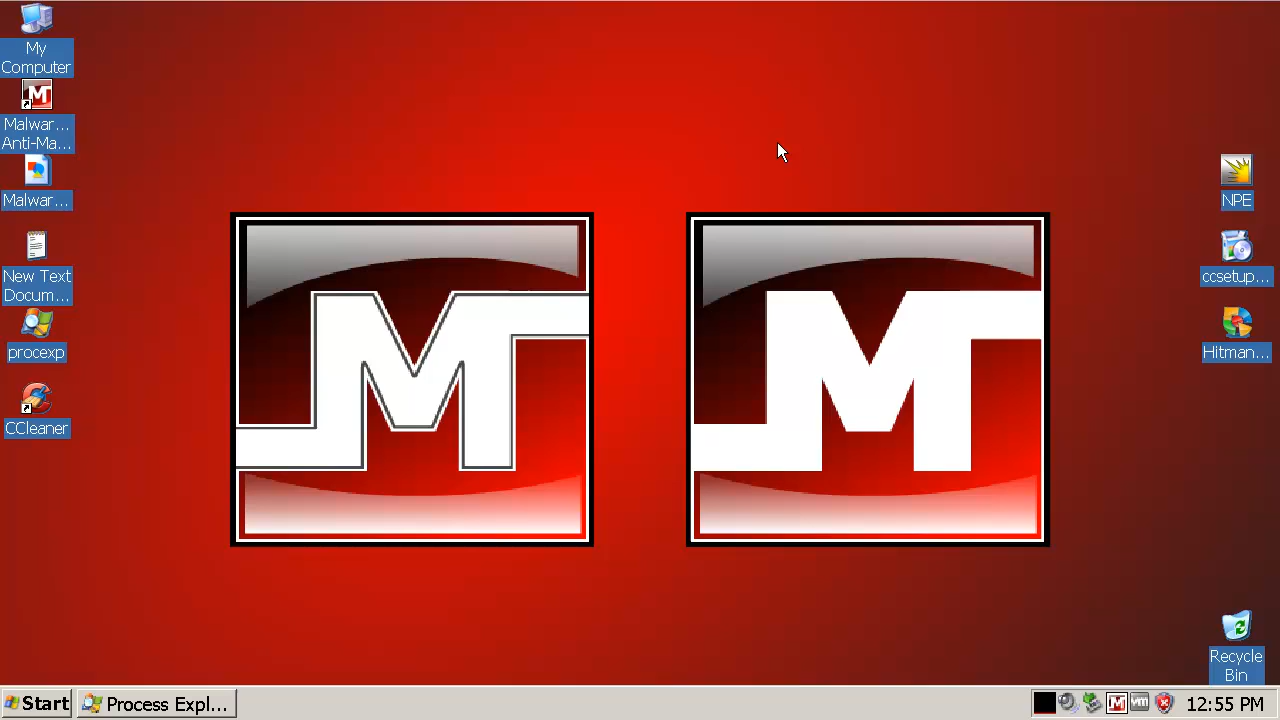 My
Computer
Malwar...
Anti-Ma...
Malwar...
New Text
Docum...
procexp
CCleaner
M
M
NPE
ccsetup...
Hitman...
Recycle
Bin
Start
Process Expl...
M
vm
12:55 PM